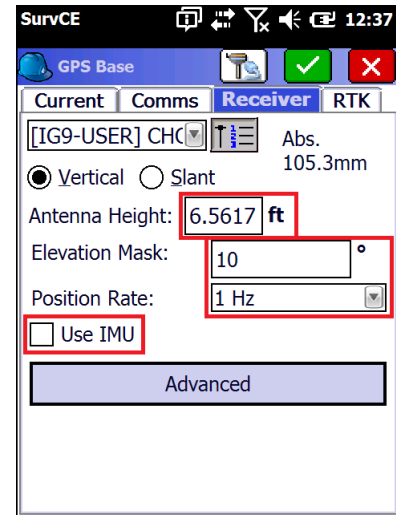 SurvCE 12:37
GPS Base
Current Comms Receiver RTK
[IG9-USER] CHC Abs.
105.3mm
Vertical Slant
Antenna Height: 6.5617 ft
Elevation Mask: 10 °
Position Rate: 1 Hz
Use IMU
Advanced